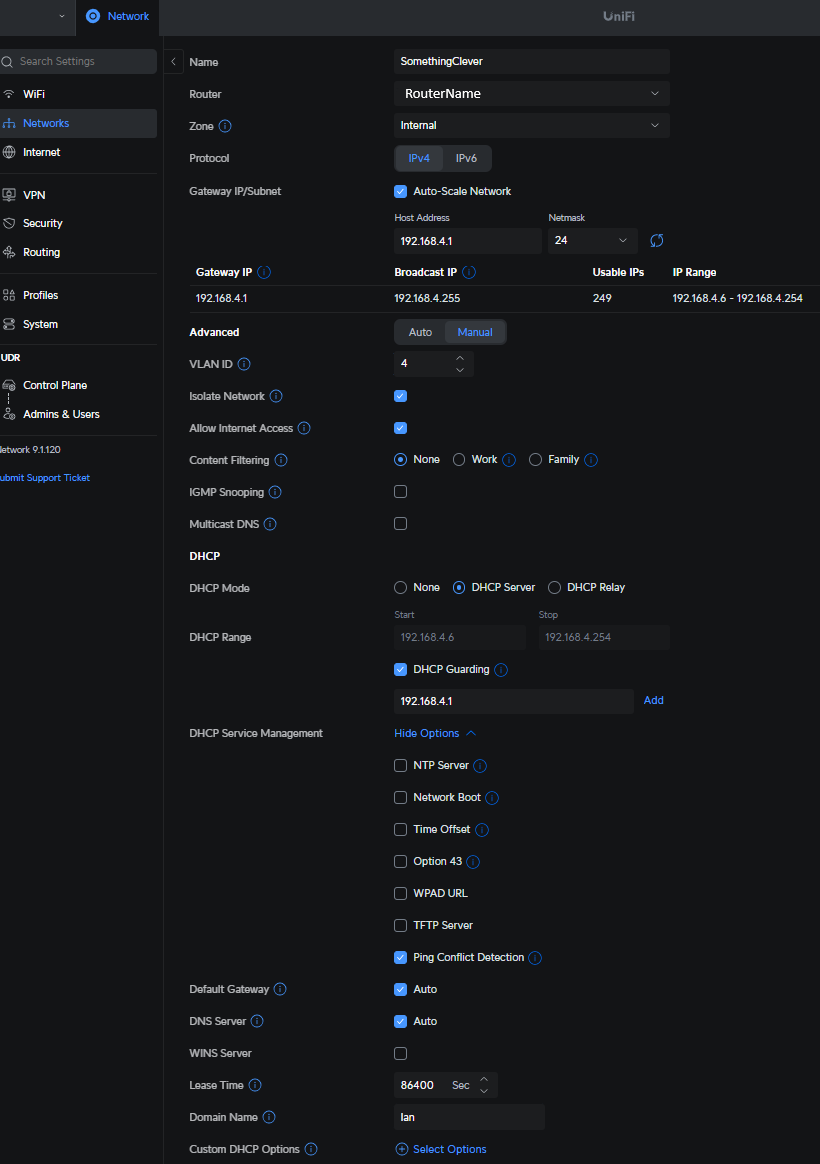 Network
UniFi
Search Settings
WiFi
Networks
Internet
VPN
Security
Routing
Profiles
System
UDR
Control Plane
Admins & Users
etwork 9.1.120
ubmit Support Ticket
Name SomethingClever
Router RouterName
Zone Internal
Protocol IPv4 IPv6
Gateway IP/Subnet Auto-Scale Network
Host Address Netmask
192.168.4.1 24
Gateway IP Broadcast IP Usable IPs IP Range
192.168.4.1 192.168.4.255 249 192.168.4.6 - 192.168.4.254
Advanced Auto Manual
VLAN ID 4
Isolate Network
Allow Internet Access
Content Filtering None Work Family
IGMP Snooping
Multicast DNS
DHCP
DHCP Mode None DHCP Server DHCP Relay
Start Stop
DHCP Range 192.168.4.6 192.168.4.254
DHCP Guarding
192.168.4.1 Add
DHCP Service Management Hide Options
NTP Server
Network Boot
Time Offset
Option 43
WPAD URL
TFTP Server
Ping Conflict Detection
Default Gateway Auto
DNS Server Auto
WINS Server
Lease Time 86400 Sec
Domain Name lan
Custom DHCP Options Select Options